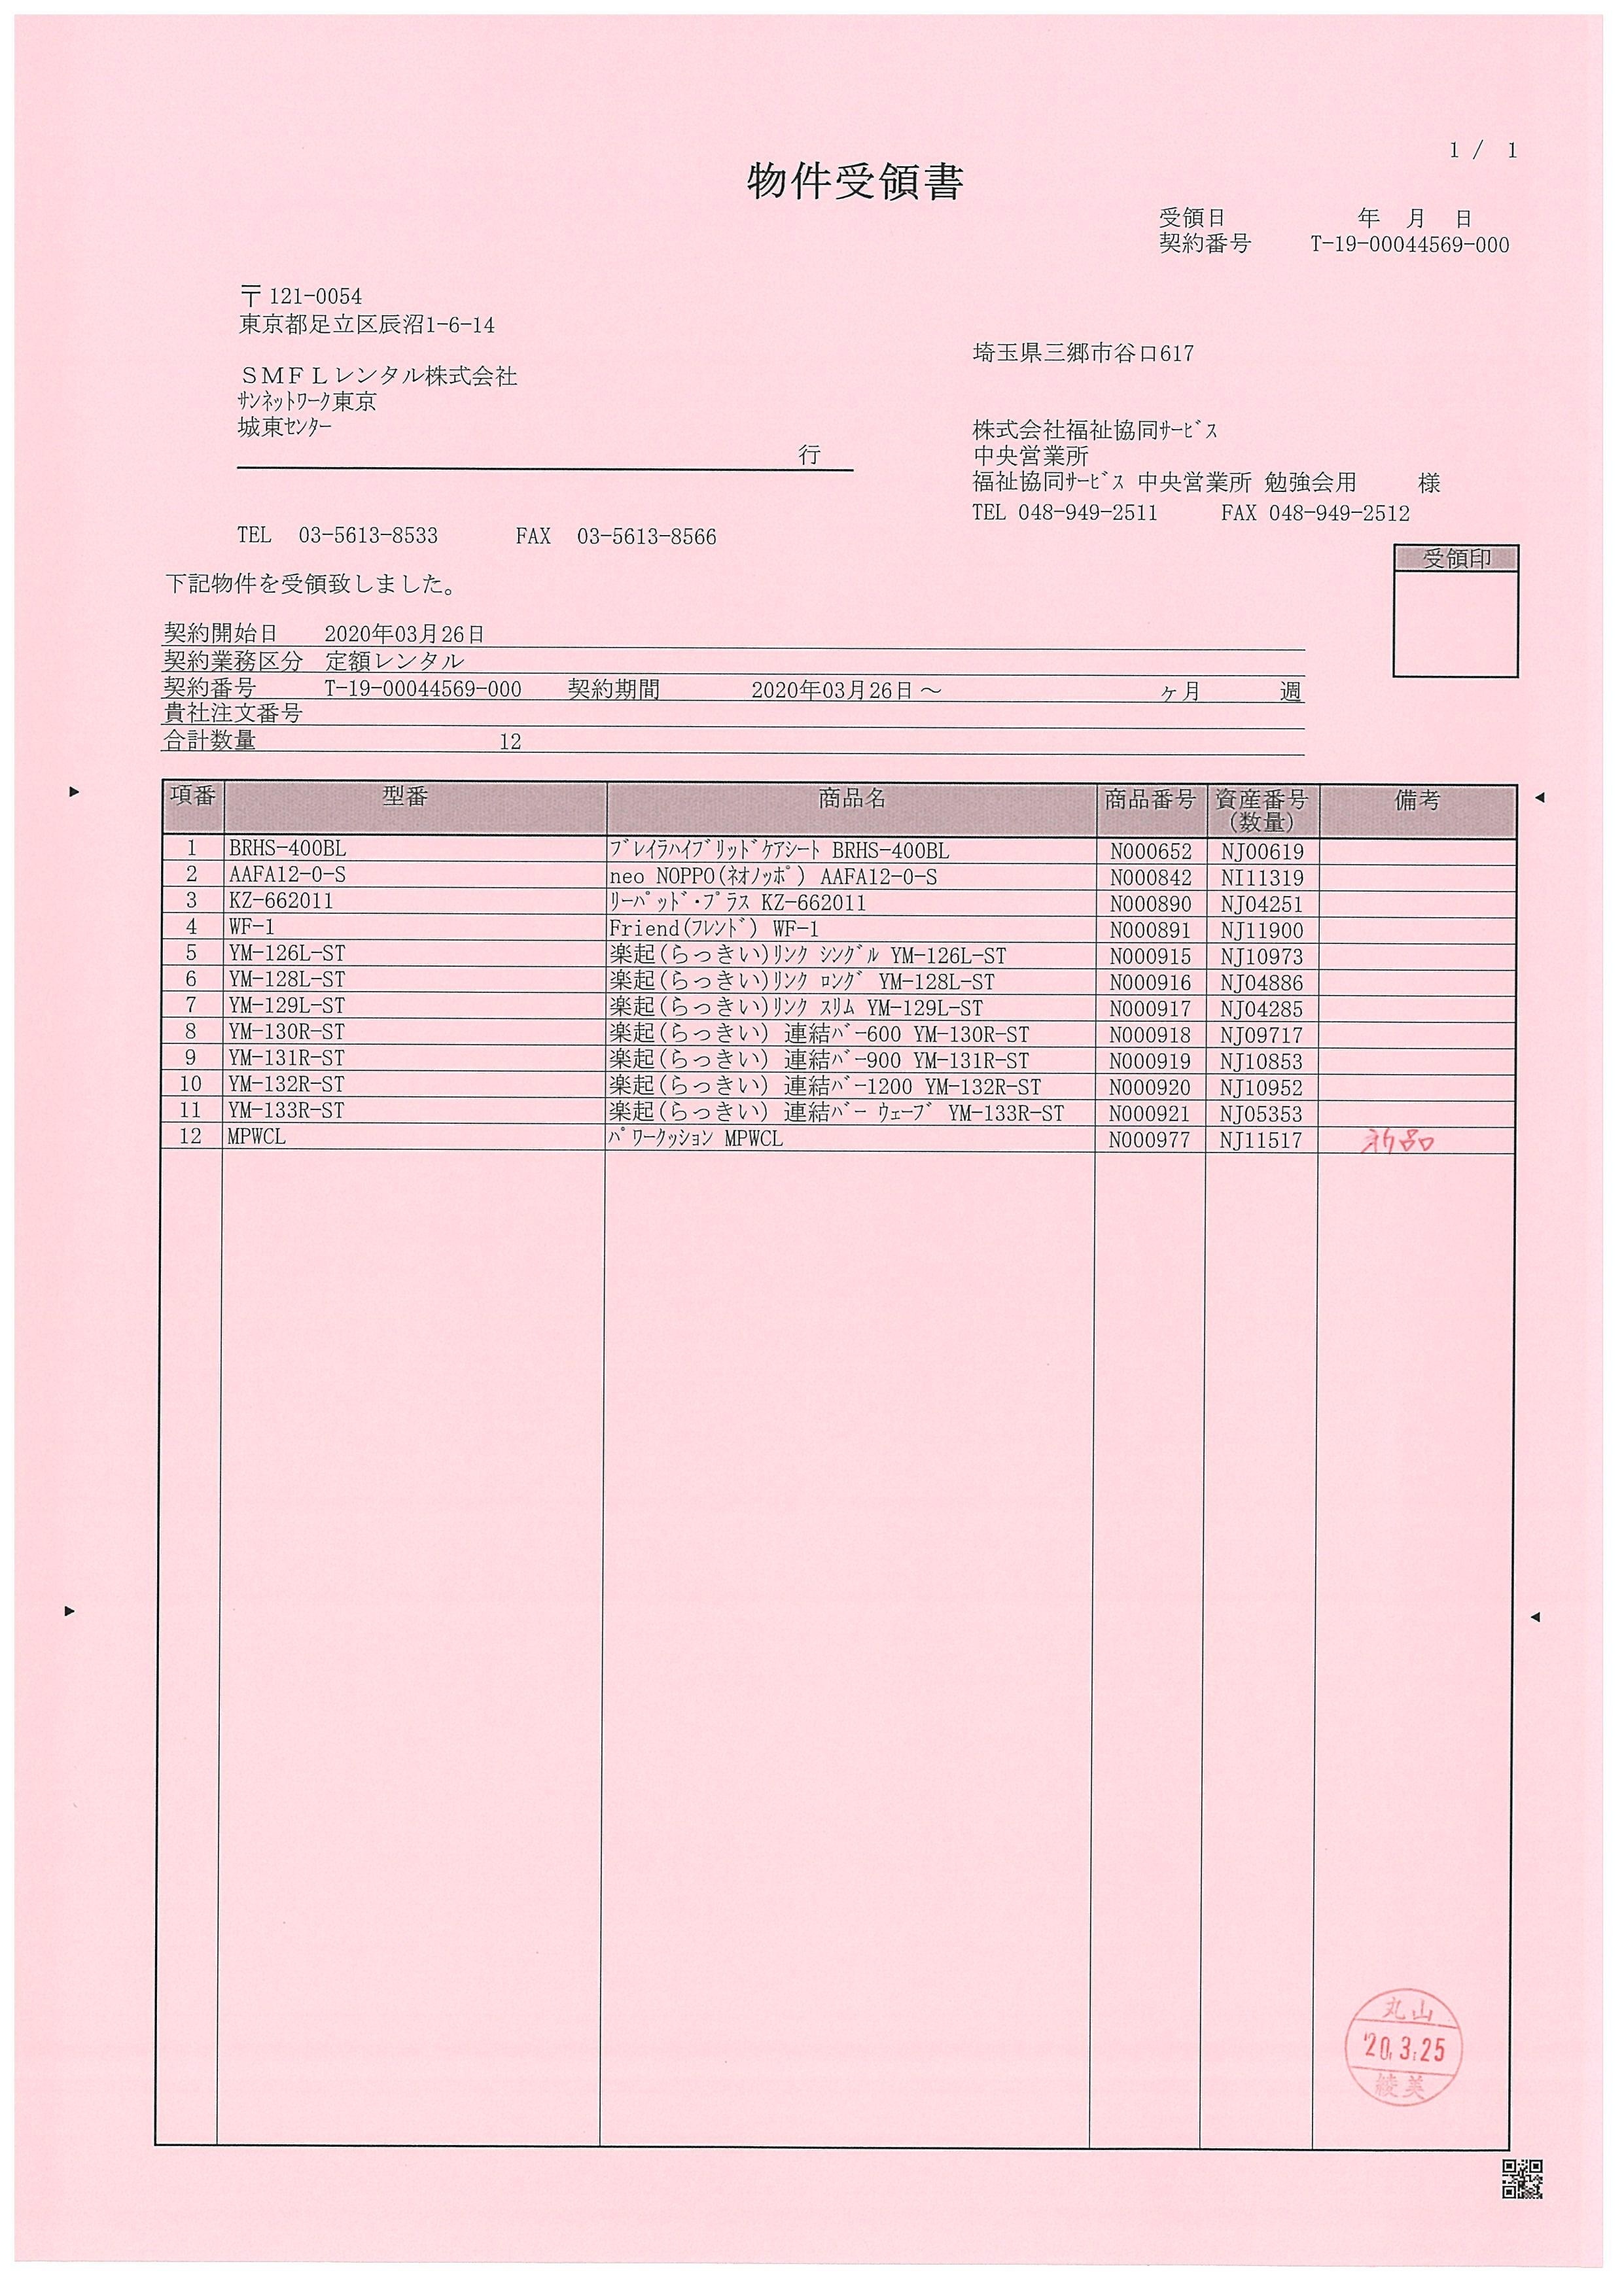 1 / 1
物件受領書
受領日 年 月 日
契約番号 T-19-00044569-000
〒121-0054
東京都足立区辰沼1-6-14
ＳＭＦＬレンタル株式会社
ｻﾝﾈｯﾄﾜｰｸ東京
城東ｾﾝﾀｰ
行
TEL 03-5613-8533 FAX 03-5613-8566
埼玉県三郷市谷口617
株式会社福祉協同ｻｰﾋﾞｽ
中央営業所
福祉協同ｻｰﾋﾞｽ 中央営業所 勉強会用 様
TEL 048-949-2511 FAX 048-949-2512
受領印
下記物件を受領致しました。
契約開始日 2020年03月26日
契約業務区分 定額レンタル
契約番号 T-19-00044569-000 契約期間 2020年03月26日～ ヶ月 週
貴社注文番号
合計数量 12
項番 型番 商品名 商品番号 資産番号(数量) 備考
1 BRHS-400BL ﾌﾞﾚｲﾗﾊｲﾌﾞﾘｯﾄﾞｹｱｼｰﾄ BRHS-400BL N000652 NJ00619
2 AAFA12-0-S neo NOPPO(ﾈｵﾉｯﾎﾟ) AAFA12-0-S N000842 NI11319
3 KZ-662011 ﾘｰﾊﾟｯﾄﾞ･ﾌﾟﾗｽ KZ-662011 N000890 NJ04251
4 WF-1 Friend(ﾌﾚﾝﾄﾞ) WF-1 N000891 NJ11900
5 YM-126L-ST 楽起(らっきい)ﾘﾝｸ ｼﾝｸﾞﾙ YM-126L-ST N000915 NJ10973
6 YM-128L-ST 楽起(らっきい)ﾘﾝｸ ﾛﾝｸﾞ YM-128L-ST N000916 NJ04886
7 YM-129L-ST 楽起(らっきい)ﾘﾝｸ ｽﾘﾑ YM-129L-ST N000917 NJ04285
8 YM-130R-ST 楽起(らっきい) 連結ﾊﾞｰ600 YM-130R-ST N000918 NJ09717
9 YM-131R-ST 楽起(らっきい) 連結ﾊﾞｰ900 YM-131R-ST N000919 NJ10853
10 YM-132R-ST 楽起(らっきい) 連結ﾊﾞｰ1200 YM-132R-ST N000920 NJ10952
11 YM-133R-ST 楽起(らっきい) 連結ﾊﾞｰ ｳｪｰﾌﾞ YM-133R-ST N000921 NJ05353
12 MPWCL ﾊﾟﾜｰｸｯｼｮﾝ MPWCL N000977 NJ11517 新品
丸山
'20.3.25
綾美